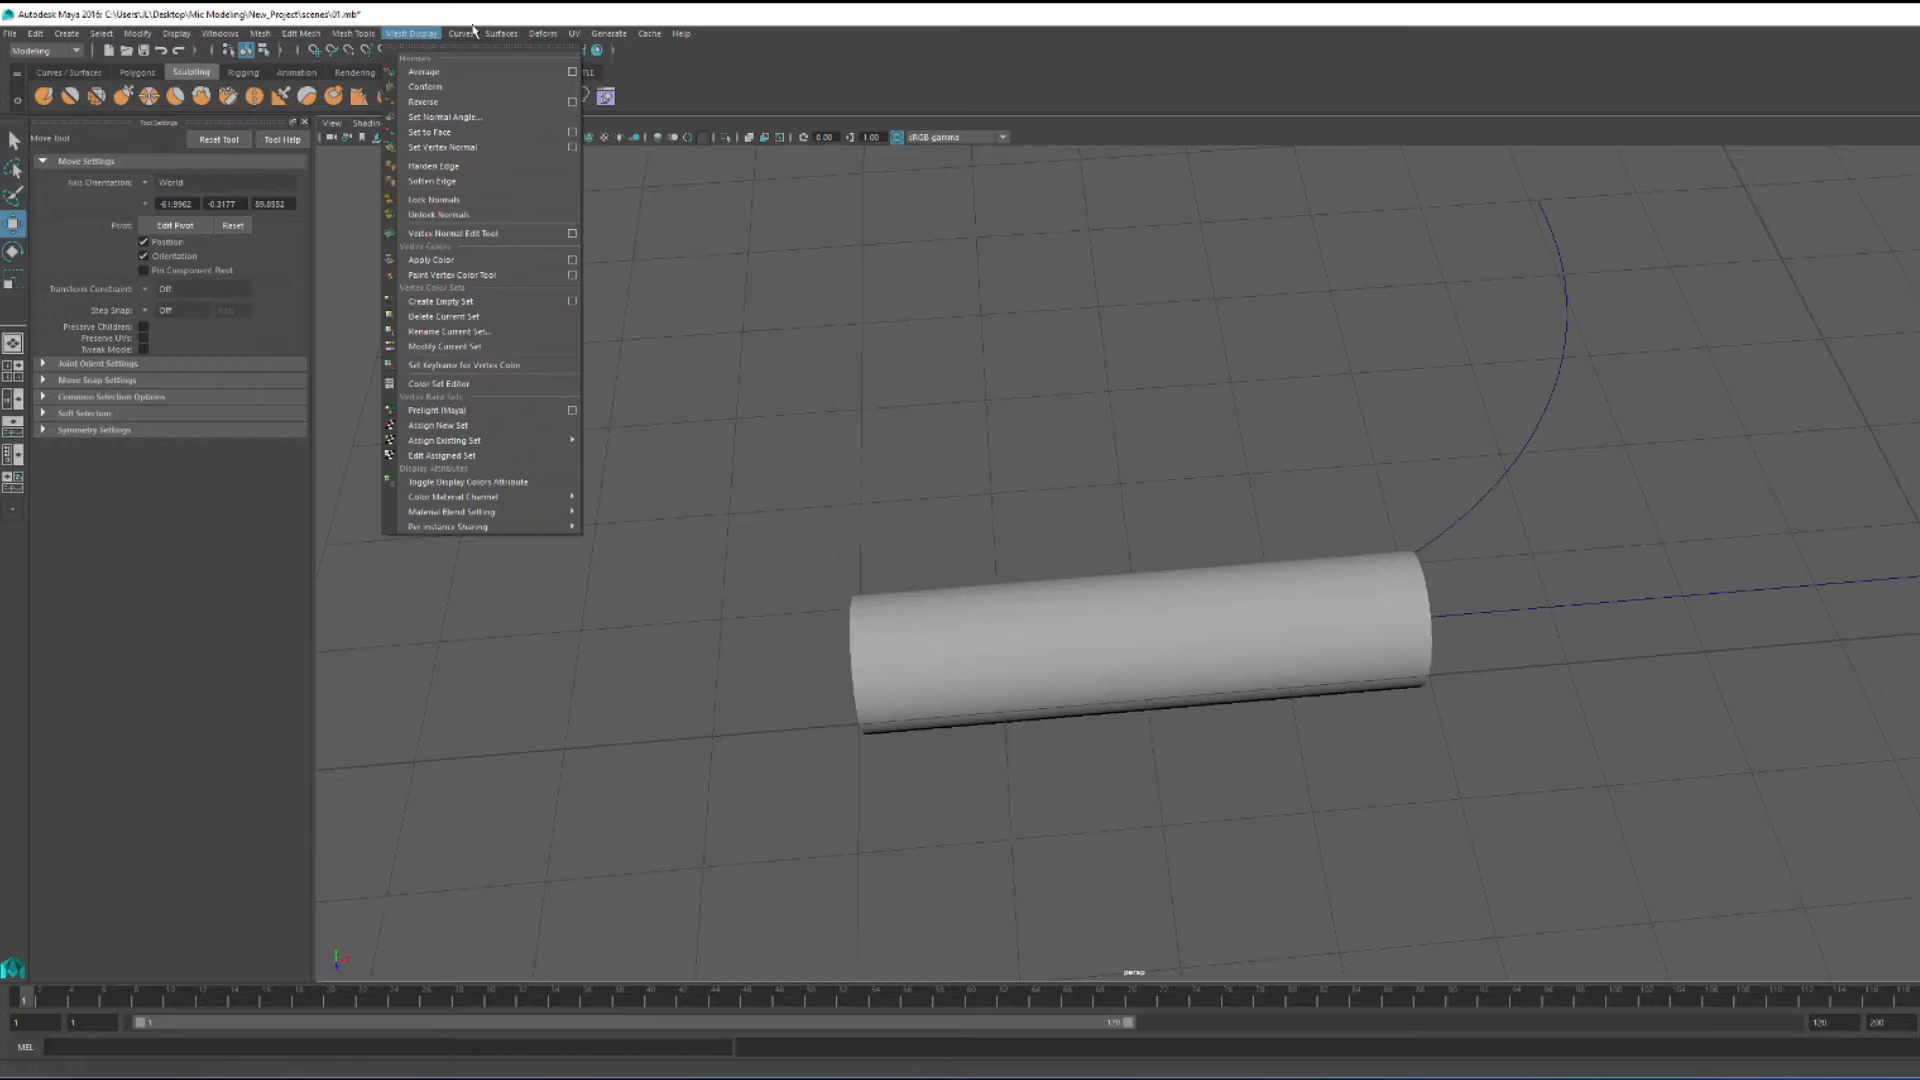 Autodesk Maya 2016: C:\Users\JL\Desktop\Mic Modeling\New_Project\scenes\01.mb*
File Edit Create Select Modify Display Windows Mesh Edit Mesh Mesh Tools Mesh Display Curves Surfaces Deform UV Generate Cache Help
Modeling
Curves / Surfaces Polygons Sculpting Rigging Animation Rendering
Tool Settings
Move Tool Reset Tool Tool Help
Move Settings
Axis Orientation: World
-61.9962 -0.3177 89.8552
Pivot: Edit Pivot Reset
Position
Orientation
Pin Component Pivot
Transform Constraint: Off
Step Snap: Off
Preserve Children:
Preserve UVs:
Tweak Mode:
Joint Orient Settings
Move Snap Settings
Common Selection Options
Soft Selection
Symmetry Settings
View Shading
0.00 1.00 sRGB gamma
Normals
Average
Conform
Reverse
Set Normal Angle...
Set to Face
Set Vertex Normal
Harden Edge
Soften Edge
Lock Normals
Unlock Normals
Vertex Normal Edit Tool
Vertex Colors
Apply Color
Paint Vertex Color Tool
Vertex Color Sets
Create Empty Set
Delete Current Set
Rename Current Set...
Modify Current Set
Set Keyframe for Vertex Color
Color Set Editor
Vertex Bake Sets
Prelight (Maya)
Assign New Set
Assign Existing Set
Edit Assigned Set
Display Attributes
Toggle Display Colors Attribute
Color Material Channel
Material Blend Setting
Per Instance Sharing
persp
1 1 1 120 120 200
MEL